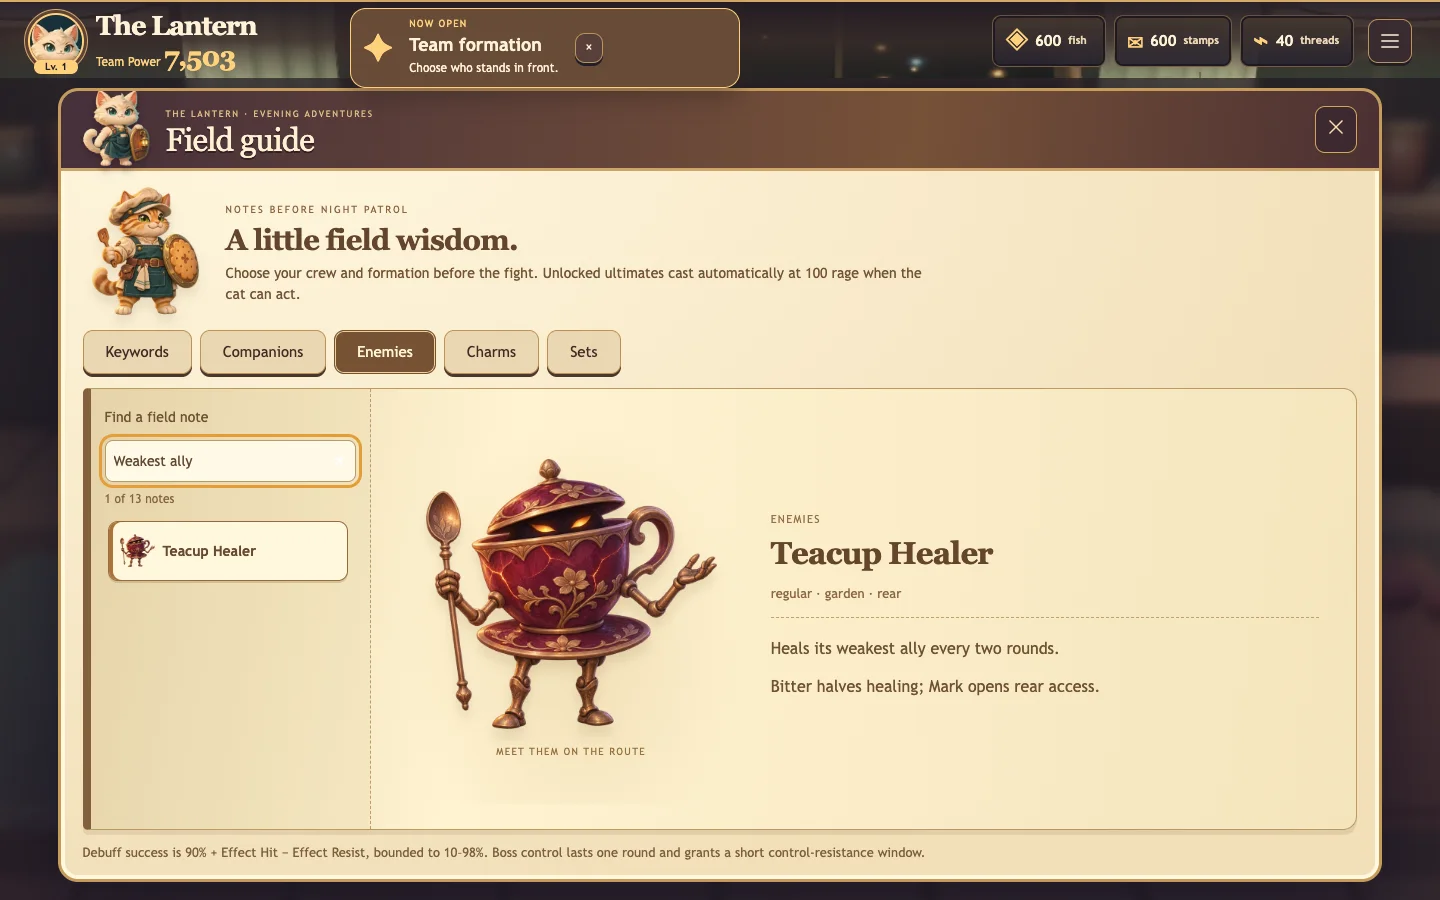 The Lantern
Lv. 1
Team Power 7,503
NOW OPEN
Team formation
Choose who stands in front.
×
600 fish
600 stamps
40 threads
THE LANTERN · EVENING ADVENTURES
Field guide
NOTES BEFORE NIGHT PATROL
A little field wisdom.
Choose your crew and formation before the fight. Unlocked ultimates cast automatically at 100 rage when the
cat can act.
Keywords
Companions
Enemies
Charms
Sets
Find a field note
Weakest ally
1 of 13 notes
Teacup Healer
MEET THEM ON THE ROUTE
ENEMIES
Teacup Healer
regular · garden · rear
Heals its weakest ally every two rounds.
Bitter halves healing; Mark opens rear access.
Debuff success is 90% + Effect Hit − Effect Resist, bounded to 10–98%. Boss control lasts one round and grants a short control-resistance window.